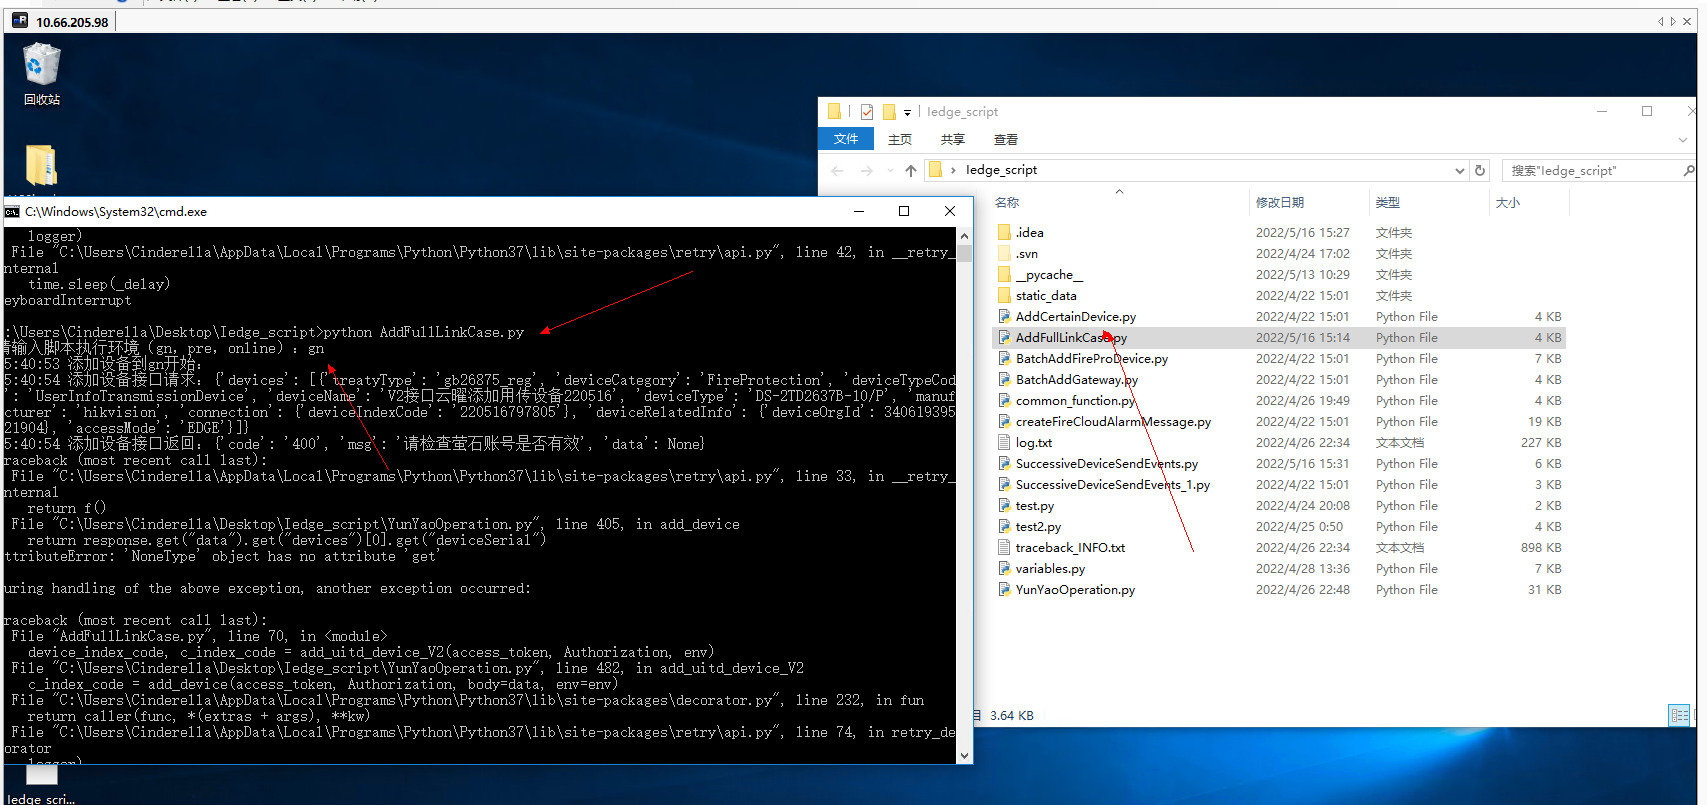 10.66.205.98
回收站
Iedge_script
文件
主页
共享
查看
Iedge_script
搜索"Iedge_script"
名称
修改日期
类型
大小
.idea
2022/5/16 15:27
文件夹
.svn
2022/4/24 17:02
文件夹
__pycache__
2022/5/13 10:29
文件夹
static_data
2022/4/22 15:01
文件夹
AddCertainDevice.py
2022/4/22 15:01
Python File
4 KB
AddFullLinkCase.py
2022/5/16 15:14
Python File
4 KB
BatchAddFireProDevice.py
2022/4/22 15:01
Python File
7 KB
BatchAddGateway.py
2022/4/22 15:01
Python File
4 KB
common_function.py
2022/4/26 19:49
Python File
4 KB
createFireCloudAlarmMessage.py
2022/4/22 15:01
Python File
19 KB
log.txt
2022/4/26 22:34
文本文档
227 KB
SuccessiveDeviceSendEvents.py
2022/5/16 15:31
Python File
6 KB
SuccessiveDeviceSendEvents_1.py
2022/4/22 15:01
Python File
3 KB
test.py
2022/4/24 20:08
Python File
2 KB
test2.py
2022/4/25 0:50
Python File
4 KB
traceback_INFO.txt
2022/4/26 22:34
文本文档
898 KB
variables.py
2022/4/28 13:36
Python File
7 KB
YunYaoOperation.py
2022/4/26 22:48
Python File
31 KB
3.64 KB
C:\Windows\System32\cmd.exe
logger)
File "C:\Users\Cinderella\AppData\Local\Programs\Python\Python37\lib\site-packages\retry\api.py", line 42, in __retry_
nternal
time.sleep(_delay)
eyboardInterrupt
:\Users\Cinderella\Desktop\Iedge_script>python AddFullLinkCase.py
请输入脚本执行环境（gn, pre, online）：gn
5:40:53 添加设备到gn开始：
5:40:54 添加设备接口请求：{'devices': [{'treatyType': 'gb26875_reg', 'deviceCategory': 'FireProtection', 'deviceTypeCod
': 'UserInfoTransmissionDevice', 'deviceName': 'V2接口云曜添加用传设备220516', 'deviceType': 'DS-2TD2637B-10/P', 'manuf
cturer': 'hikvision', 'connection': {'deviceIndexCode': '220516797805'}, 'deviceRelatedInfo': {'deviceOrgId': 340619395
21904}, 'accessMode': 'EDGE'}]}
5:40:54 添加设备接口返回：{'code': '400', 'msg': '请检查萤石账号是否有效', 'data': None}
raceback (most recent call last):
File "C:\Users\Cinderella\AppData\Local\Programs\Python\Python37\lib\site-packages\retry\api.py", line 33, in __retry_
nternal
return f()
File "C:\Users\Cinderella\Desktop\Iedge_script\YunYaoOperation.py", line 405, in add_device
return response.get("data").get("devices")[0].get("deviceSerial")
ttributeError: 'NoneType' object has no attribute 'get'
uring handling of the above exception, another exception occurred:
raceback (most recent call last):
File "AddFullLinkCase.py", line 70, in <module>
device_index_code, c_index_code = add_uitd_device_V2(access_token, Authorization, env)
File "C:\Users\Cinderella\Desktop\Iedge_script\YunYaoOperation.py", line 482, in add_uitd_device_V2
c_index_code = add_device(access_token, Authorization, body=data, env=env)
File "C:\Users\Cinderella\AppData\Local\Programs\Python\Python37\lib\site-packages\decorator.py", line 232, in fun
return caller(func, *(extras + args), **kw)
File "C:\Users\Cinderella\AppData\Local\Programs\Python\Python37\lib\site-packages\retry\api.py", line 74, in retry_de
orator
logger)
Iedge_scri...